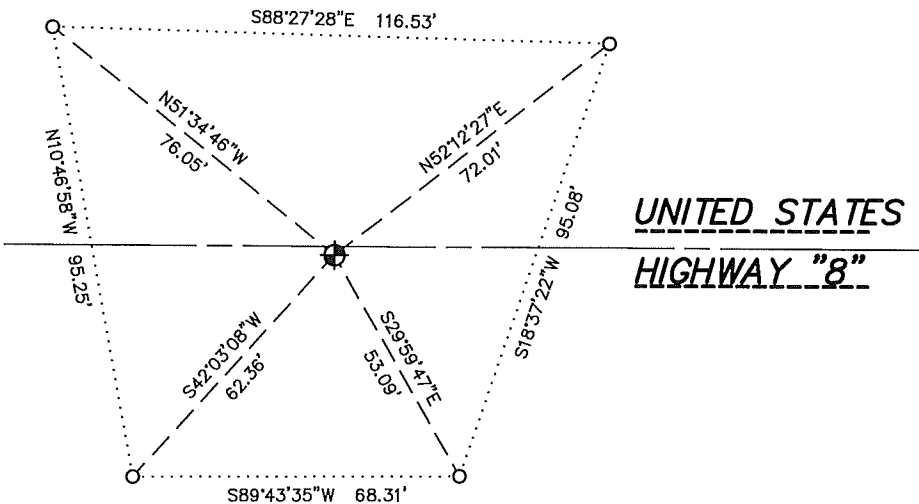 S88°27'28"E 116.53'
N51°34'46"W
76.05'
N52°12'27"E
72.01'
N10°46'58"W 95.25'
S18°37'22"W 95.08'
UNITED STATES
HIGHWAY "8"
S42°03'08"W
62.36'
S29°59'47"E
53.09'
S89°43'35"W 68.31'